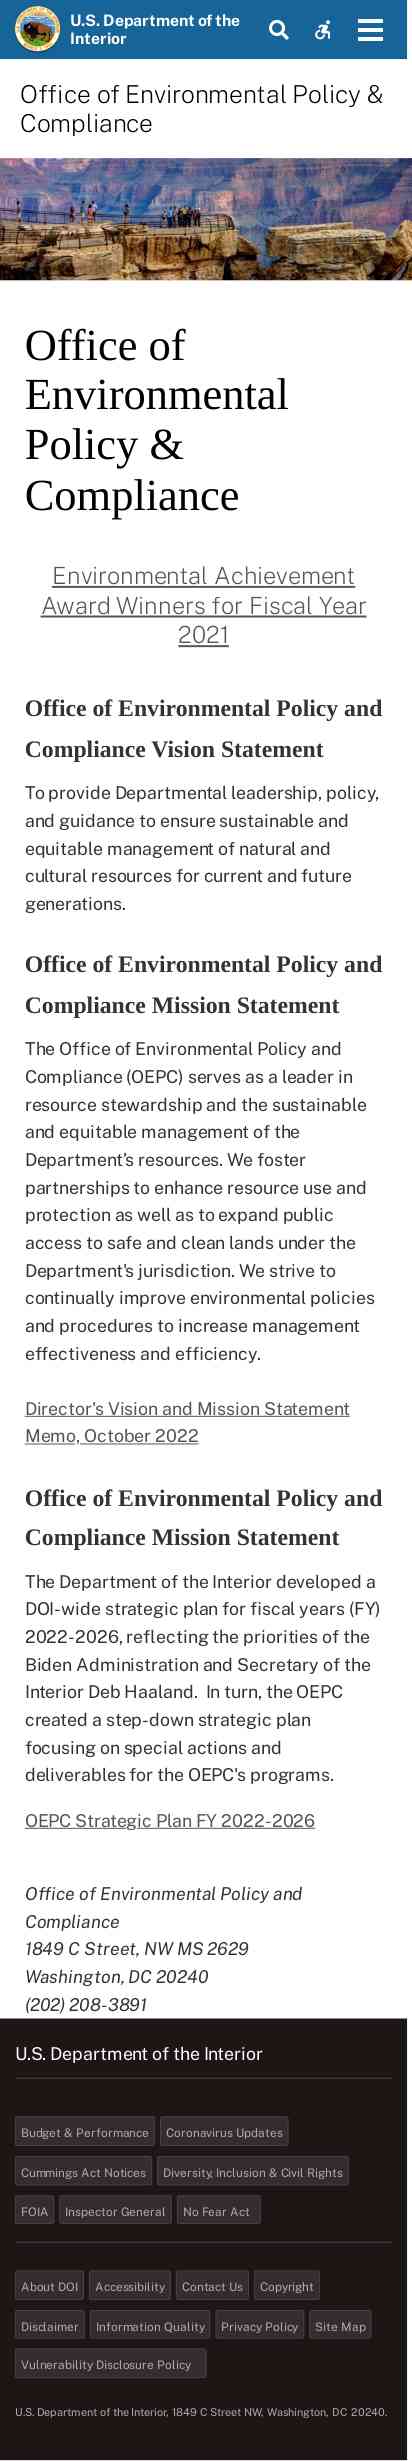 U.S. Department of the
Interior
Office of Environmental Policy &
Compliance
Office of
Environmental
Policy &
Compliance
Environmental Achievement
Award Winners for Fiscal Year
2021
Office of Environmental Policy and
Compliance Vision Statement
To provide Departmental leadership, policy,
and guidance to ensure sustainable and
equitable management of natural and
cultural resources for current and future
generations.
Office of Environmental Policy and
Compliance Mission Statement
The Office of Environmental Policy and
Compliance (OEPC) serves as a leader in
resource stewardship and the sustainable
and equitable management of the
Department's resources. We foster
partnerships to enhance resource use and
protection as well as to expand public
access to safe and clean lands under the
Department's jurisdiction. We strive to
continually improve environmental policies
and procedures to increase management
effectiveness and efficiency.
Director's Vision and Mission Statement
Memo, October 2022
Office of Environmental Policy and
Compliance Mission Statement
The Department of the Interior developed a
DOI-wide strategic plan for fiscal years (FY)
2022-2026, reflecting the priorities of the
Biden Administration and Secretary of the
Interior Deb Haaland.  In turn, the OEPC
created a step-down strategic plan
focusing on special actions and
deliverables for the OEPC's programs.
OEPC Strategic Plan FY 2022-2026
Office of Environmental Policy and
Compliance
1849 C Street, NW MS 2629
Washington, DC 20240
(202) 208-3891
U.S. Department of the Interior
Budget & Performance Coronavirus Updates
Cummings Act Notices Diversity, Inclusion & Civil Rights
FOIA Inspector General No Fear Act
About DOI Accessibility Contact Us Copyright
Disclaimer Information Quality Privacy Policy Site Map
Vulnerability Disclosure Policy
U.S. Department of the Interior, 1849 C Street NW, Washington, DC 20240.